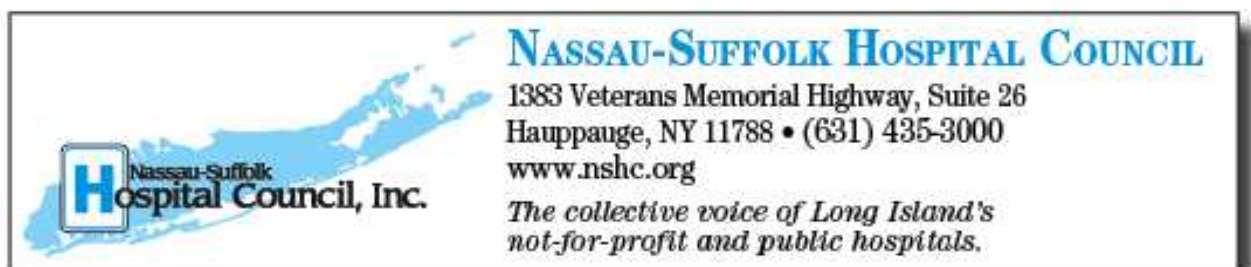 Nassau-Suffolk
Hospital Council, Inc.
NASSAU-SUFFOLK HOSPITAL COUNCIL
1383 Veterans Memorial Highway, Suite 26
Hauppauge, NY 11788 • (631) 435-3000
www.nshc.org
The collective voice of Long Island's
not-for-profit and public hospitals.